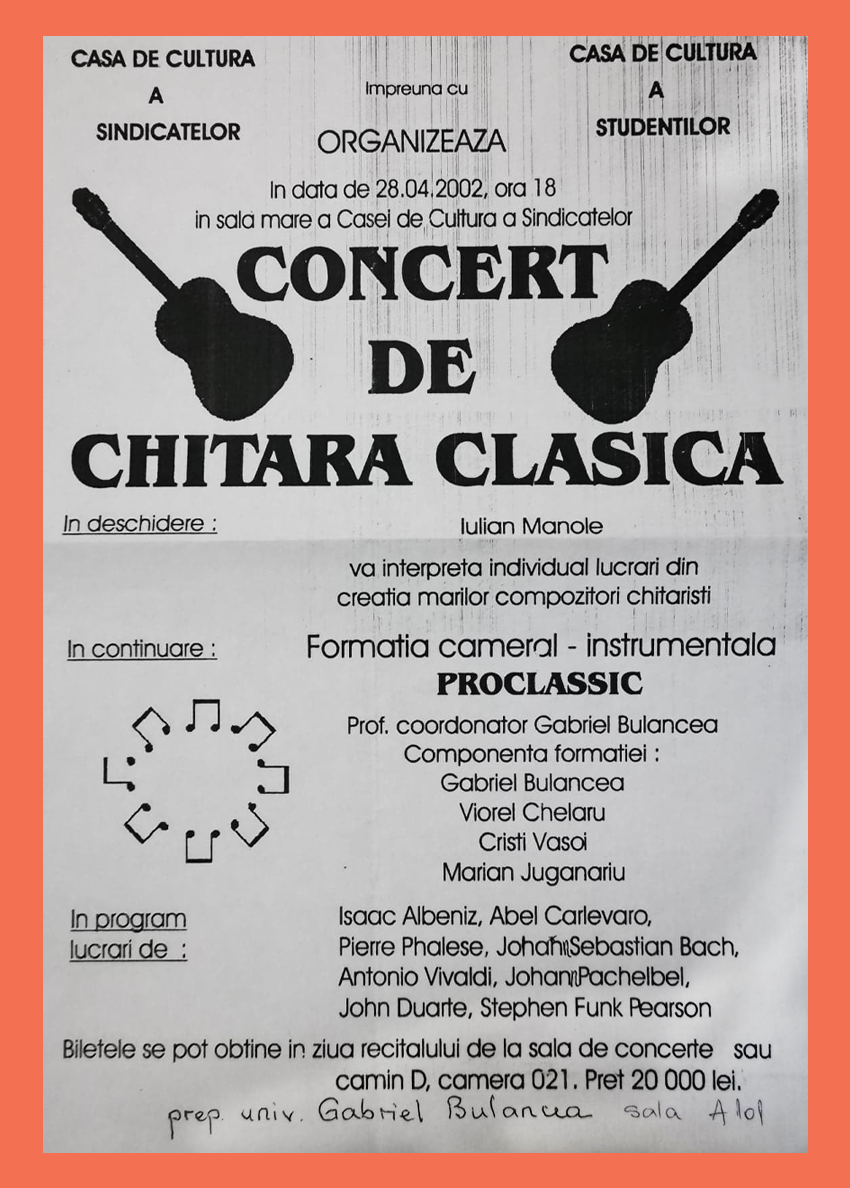 CASA DE CULTURA
A
SINDICATELOR
Impreuna cu
ORGANIZEAZA
CASA DE CULTURA
A
STUDENTILOR
In data de 28.04.2002, ora 18
in sala mare a Casei de Cultura a Sindicatelor
CONCERT
DE
CHITARA CLASICA
In deschidere :
Iulian Manole
va interpreta individual lucrari din
creatia marilor compozitori chitaristi
In continuare :
Formatia cameral - instrumentala
PROCLASSIC
Prof. coordonator Gabriel Bulancea
Componenta formatiei :
Gabriel Bulancea
Viorel Chelaru
Cristi Vasoi
Marian Juganariu
In program
lucrari de :
Isaac Albeniz, Abel Carlevaro,
Pierre Phalese, Johann Sebastian Bach,
Antonio Vivaldi, Johann Pachelbel,
John Duarte, Stephen Funk Pearson
Biletele se pot obtine in ziua recitalului de la sala de concerte sau
camin D, camera 021. Pret 20 000 lei.
prep. univ. Gabriel Bulancea sala A101